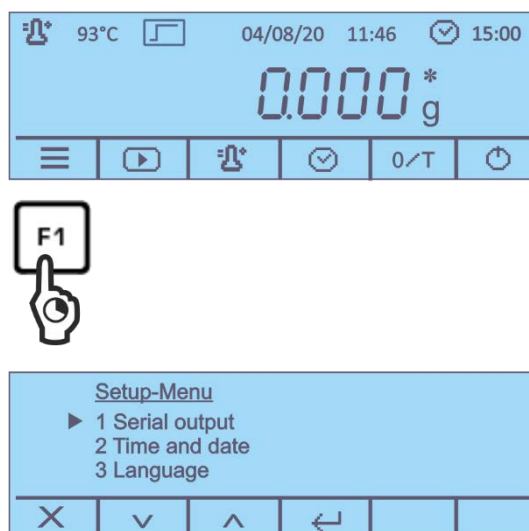 93°C 04/08/20 11:46 15:00
0.000 * g
0/T
F1
Setup-Menu
1 Serial output
2 Time and date
3 Language